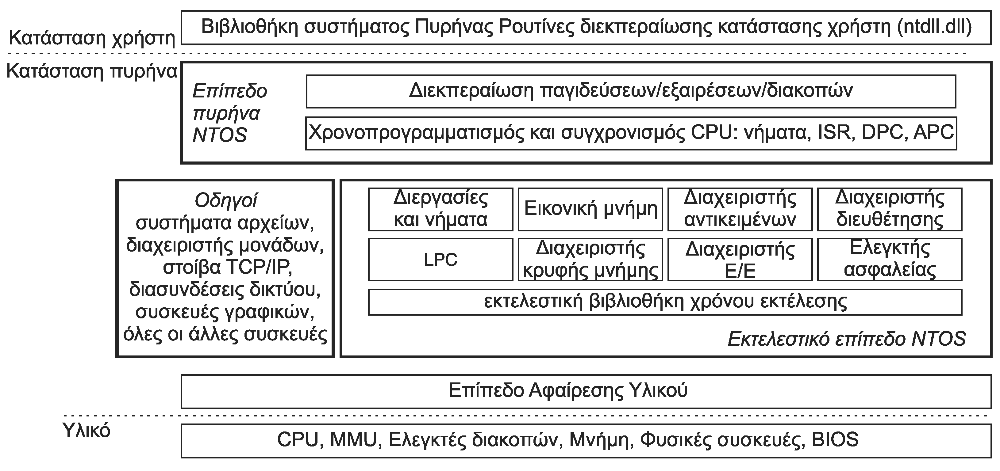 Κατάσταση χρήστη
Βιβλιοθήκη συστήματος Πυρήνας Ρουτίνες διεκπεραίωσης κατάστασης χρήστη (ntdll.dll)
Κατάσταση πυρήνα
Επίπεδο
πυρήνα
NTOS
Διεκπεραίωση παγιδεύσεων/εξαιρέσεων/διακοπών
Χρονοπρογραμματισμός και συγχρονισμός CPU: νήματα, ISR, DPC, APC
Οδηγοί
συστήματα αρχείων,
διαχειριστής μονάδων,
στοίβα TCP/IP,
διασυνδέσεις δικτύου,
συσκευές γραφικών,
όλες οι άλλες συσκευές
Διεργασίες
και νήματα
Εικονική μνήμη
Διαχειριστής
αντικειμένων
Διαχειριστής
διευθέτησης
LPC
Διαχειριστής
κρυφής μνήμης
Διαχειριστής
Ε/Ε
Ελεγκτής
ασφαλείας
εκτελεστική βιβλιοθήκη χρόνου εκτέλεσης
Εκτελεστικό επίπεδο NTOS
Επίπεδο Αφαίρεσης Υλικού
Υλικό
CPU, MMU, Ελεγκτές διακοπών, Μνήμη, Φυσικές συσκευές, BIOS